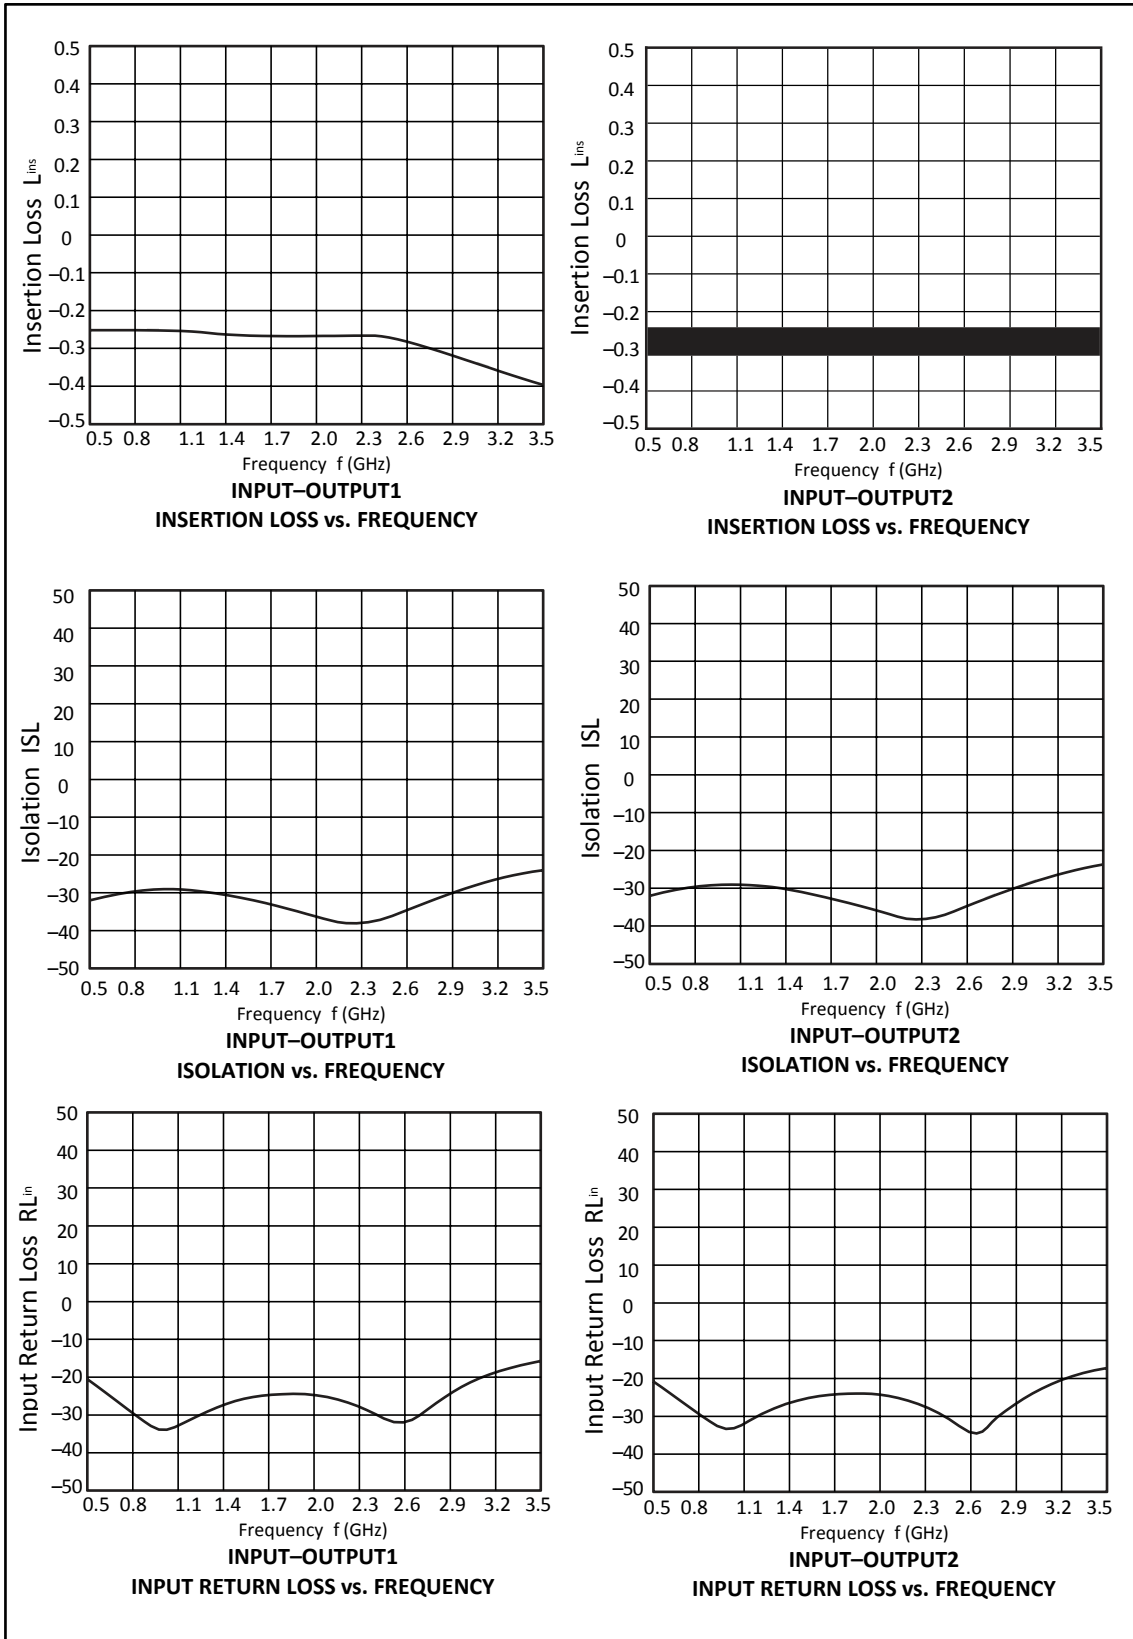 Insertion Loss Lins
0.5
0.4
0.3
0.2
0.1
0
–0.1
–0.2
–0.3
–0.4
–0.5
0.5 0.8 1.1 1.4 1.7 2.0 2.3 2.6 2.9 3.2 3.5
Frequency f (GHz)
INPUT–OUTPUT1
INSERTION LOSS vs. FREQUENCY
Insertion Loss Lins
0.5
0.4
0.3
0.2
0.1
0
–0.1
–0.2
–0.3
–0.4
–0.5
0.5 0.8 1.1 1.4 1.7 2.0 2.3 2.6 2.9 3.2 3.5
Frequency f (GHz)
INPUT–OUTPUT2
INSERTION LOSS vs. FREQUENCY
Isolation ISL
50
40
30
20
10
0
–10
–20
–30
–40
–50
0.5 0.8 1.1 1.4 1.7 2.0 2.3 2.6 2.9 3.2 3.5
Frequency f (GHz)
INPUT–OUTPUT1
ISOLATION vs. FREQUENCY
Isolation ISL
50
40
30
20
10
0
–10
–20
–30
–40
–50
0.5 0.8 1.1 1.4 1.7 2.0 2.3 2.6 2.9 3.2 3.5
Frequency f (GHz)
INPUT–OUTPUT2
ISOLATION vs. FREQUENCY
Input Return Loss RLin
50
40
30
20
10
0
–10
–20
–30
–40
–50
0.5 0.8 1.1 1.4 1.7 2.0 2.3 2.6 2.9 3.2 3.5
Frequency f (GHz)
INPUT–OUTPUT1
INPUT RETURN LOSS vs. FREQUENCY
Input Return Loss RLin
50
40
30
20
10
0
–10
–20
–30
–40
–50
0.5 0.8 1.1 1.4 1.7 2.0 2.3 2.6 2.9 3.2 3.5
Frequency f (GHz)
INPUT–OUTPUT2
INPUT RETURN LOSS vs. FREQUENCY